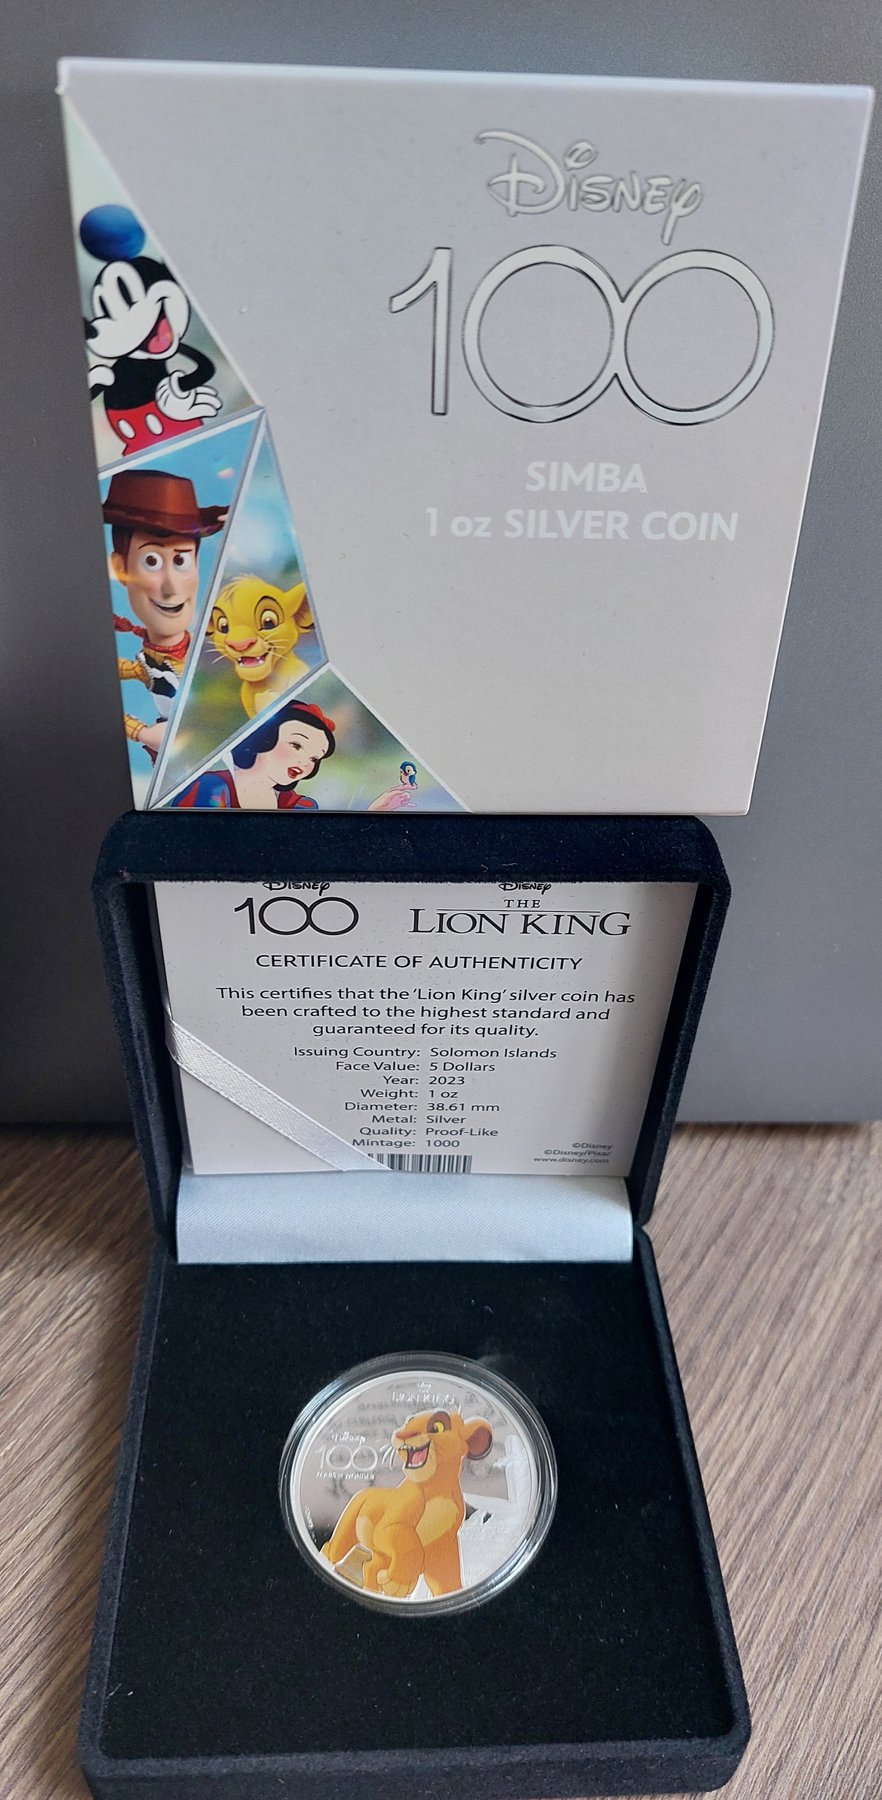 Disney
100
SIMBA
1 oz SILVER COIN
Disney
100
Disney
THE
LION KING
CERTIFICATE OF AUTHENTICITY
This certifies that the 'Lion King' silver coin has
been crafted to the highest standard and
guaranteed for its quality.
Issuing Country: Solomon Islands
Face Value: 5 Dollars
Year: 2023
Weight: 1 oz
Diameter: 38.61 mm
Metal: Silver
Quality: Proof-Like
Mintage: 1000
©Disney
©Disney/Pixar
www.disney.com
LION KING
Disney
100